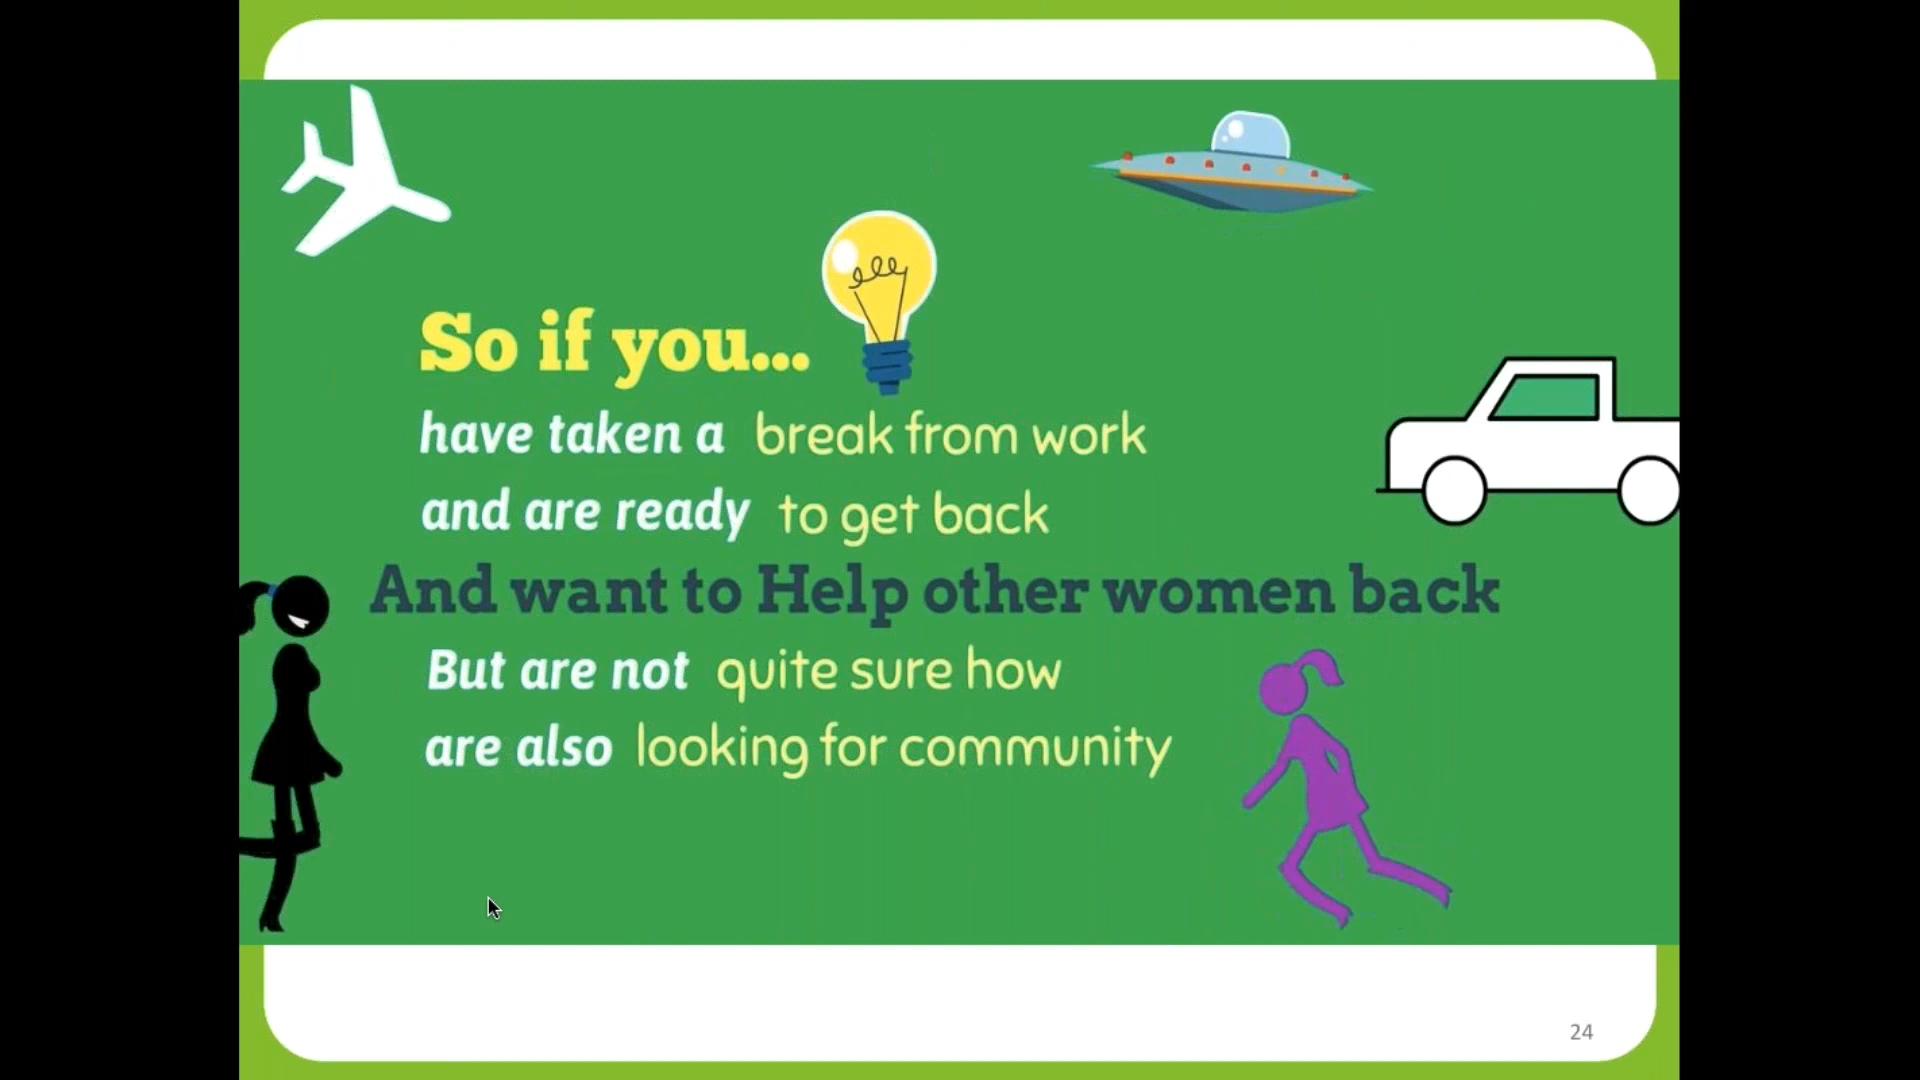 So if you...
have taken a break from work
and are ready to get back
And want to Help other women back
But are not quite sure how
are also looking for community
24